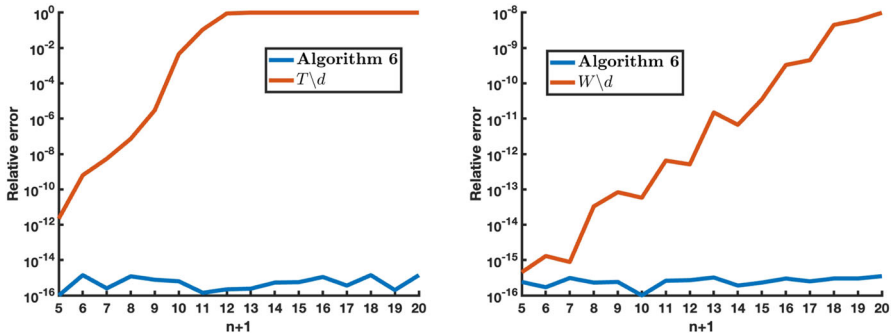 Relative error
10^0
10^-2
10^-4
10^-6
10^-8
10^-10
10^-12
10^-14
10^-16
Algorithm 6
T\d
5 6 7 8 9 10 11 12 13 14 15 16 17 18 19 20
n+1
Relative error
10^-8
10^-9
10^-10
10^-11
10^-12
10^-13
10^-14
10^-15
10^-16
Algorithm 6
W\d
5 6 7 8 9 10 11 12 13 14 15 16 17 18 19 20
n+1